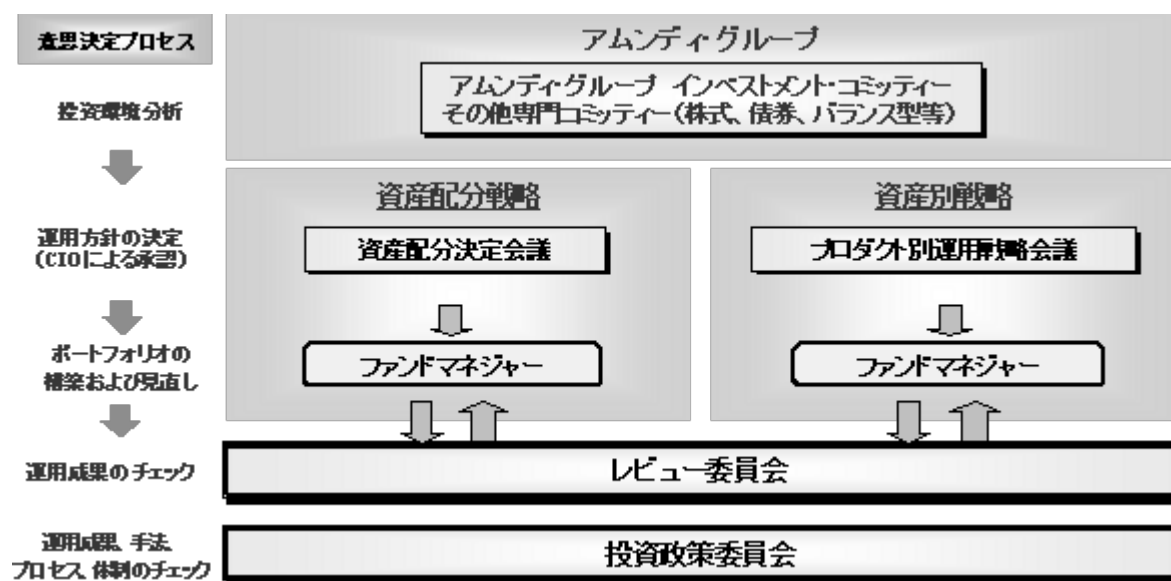 意思決定プロセス
アムンディ・グループ
アムンディ・グループ インベストメント・コミッティー
その他専門コミッティー(株式、債券、バランス型等)
投資環境分析
資産配分戦略
資産別戦略
運用方針の決定
(CIOによる承認)
資産配分決定会議
プロダクト別運用戦略会議
ポートフォリオの
構築および見直し
ファンドマネジャー
ファンドマネジャー
運用成果のチェック
レビュー委員会
運用成果、手法、
プロセス、体制のチェック
投資政策委員会